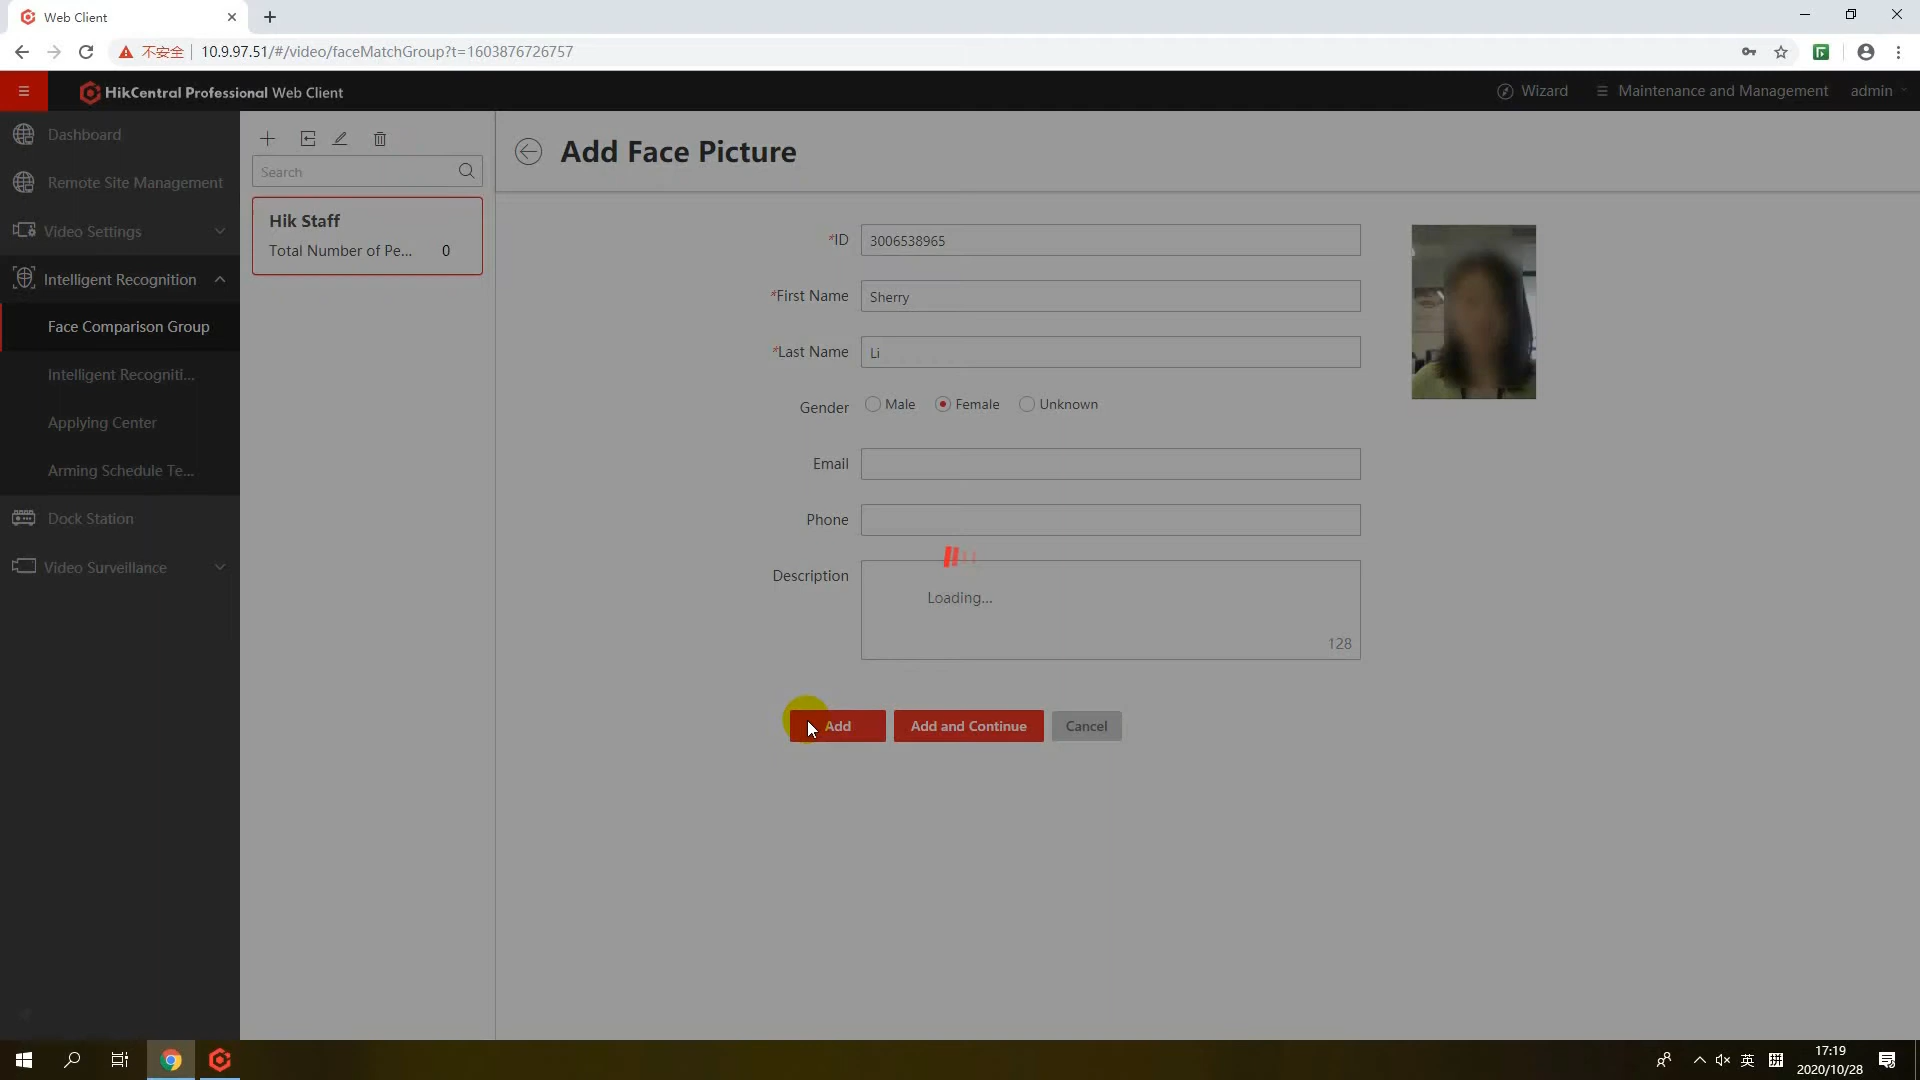 Web Client
不安全
10.9.97.51/#/video/faceMatchGroup?t=1603876726757
HikCentral Professional Web Client
Wizard
Maintenance and Management
admin
Dashboard
Remote Site Management
Video Settings
Intelligent Recognition
Face Comparison Group
Intelligent Recogniti...
Applying Center
Arming Schedule Te...
Dock Station
Video Surveillance
Search
Hik Staff
Total Number of Pe... 0
Add Face Picture
*ID 3006538965
*First Name Sherry
*Last Name Li
Gender Male Female Unknown
Email
Phone
Description
Loading...
128
Add Add and Continue Cancel
英
17:19
2020/10/28